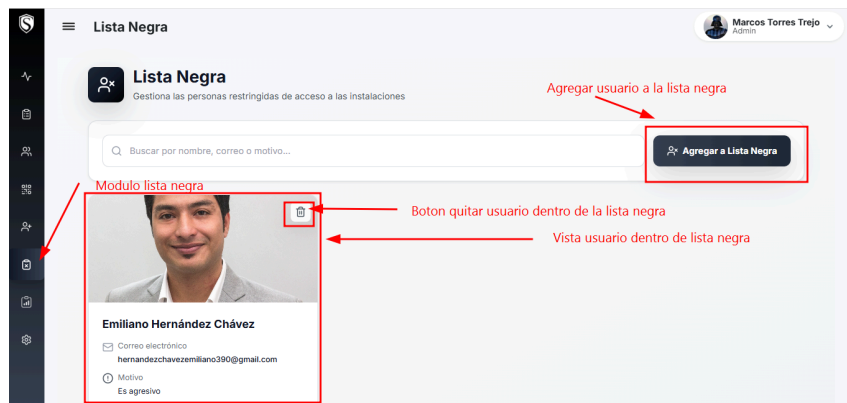 Lista Negra
Marcos Torres Trejo
Admin
Lista Negra
Gestiona las personas restringidas de acceso a las instalaciones
Agregar usuario a la lista negra
Buscar por nombre, correo o motivo...
Agregar a Lista Negra
Modulo lista negra
Boton quitar usuario dentro de la lista negra
Vista usuario dentro de lista negra
Emiliano Hernández Chávez
Correo electrónico
hernandezchavezemiliano390@gmail.com
Motivo
Es agresivo